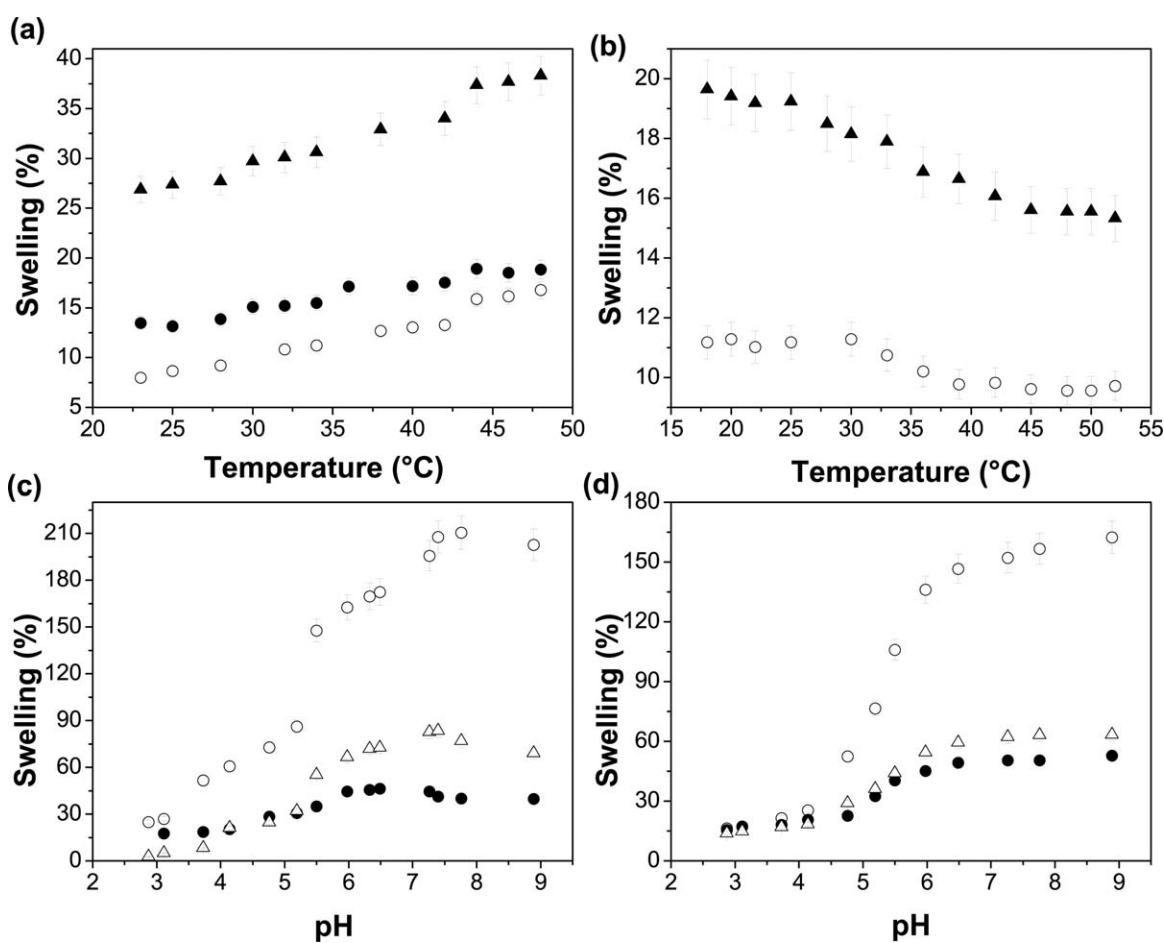 (a)
40
35
30
25
20
15
10
5
20 25 30 35 40 45 50
Swelling (%)
Temperature (°C)
(b)
20
18
16
14
12
10
15 20 25 30 35 40 45 50 55
Swelling (%)
Temperature (°C)
(c)
210
180
150
120
90
60
30
0
2 3 4 5 6 7 8 9
Swelling (%)
pH
(d)
180
150
120
90
60
30
0
2 3 4 5 6 7 8 9
Swelling (%)
pH